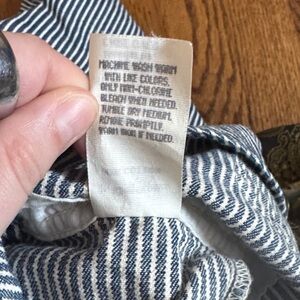 MACHINE WASH WARM
WITH LIKE COLORS.
ONLY NON-CHLORINE
BLEACH WHEN NEEDED.
TUMBLE DRY MEDIUM.
REMOVE PROMPTLY.
WARM IRON IF NEEDED.